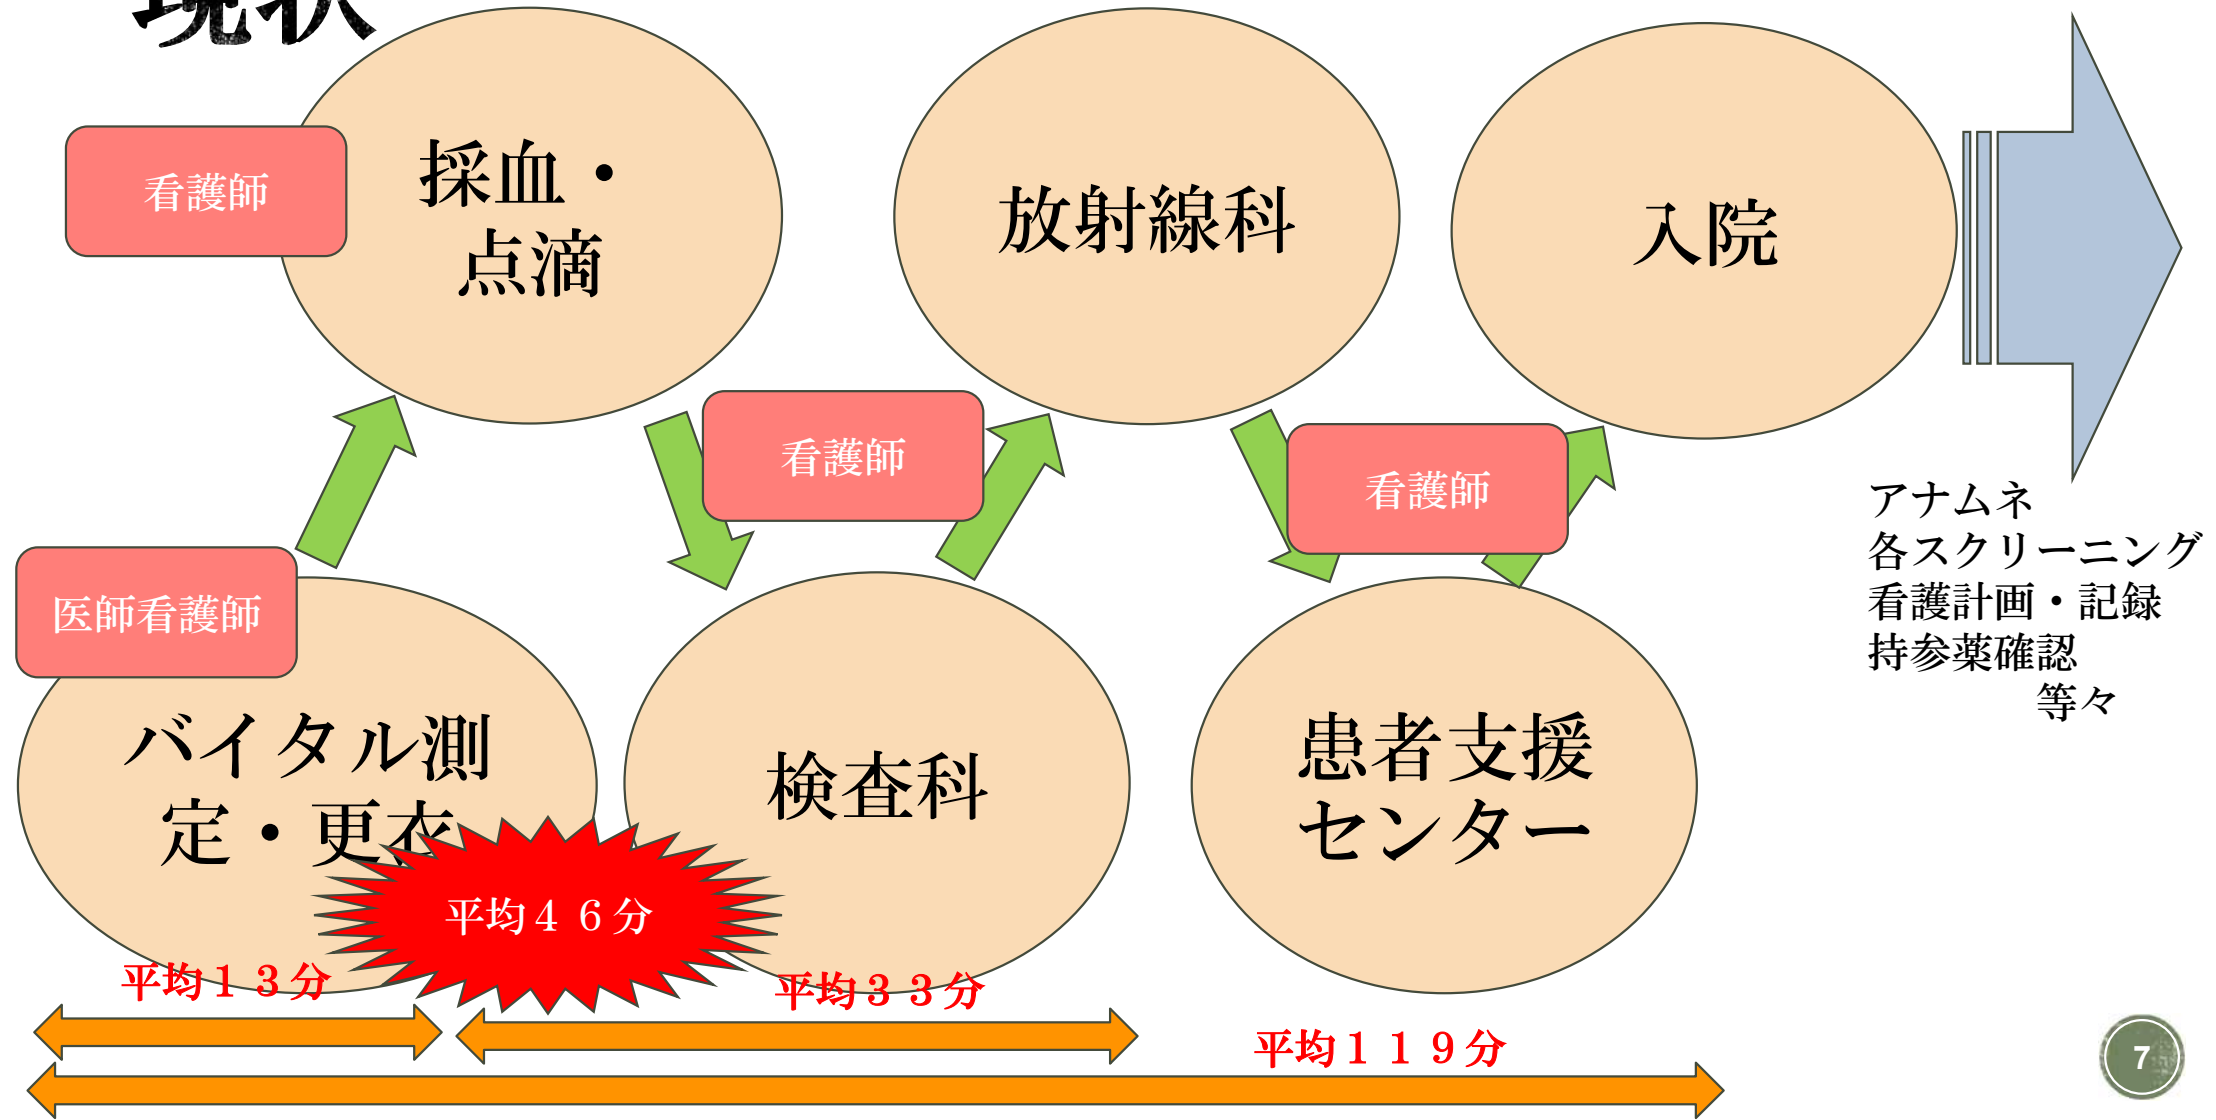 現状
看護師
採血・
点滴
放射線科
入院
看護師
看護師
医師看護師
バイタル測
定・更衣
検査科
患者支援
センター
アナムネ
各スクリーニング
看護計画・記録
持参薬確認
等々
平均４６分
平均１３分
平均３３分
平均１１９分
7